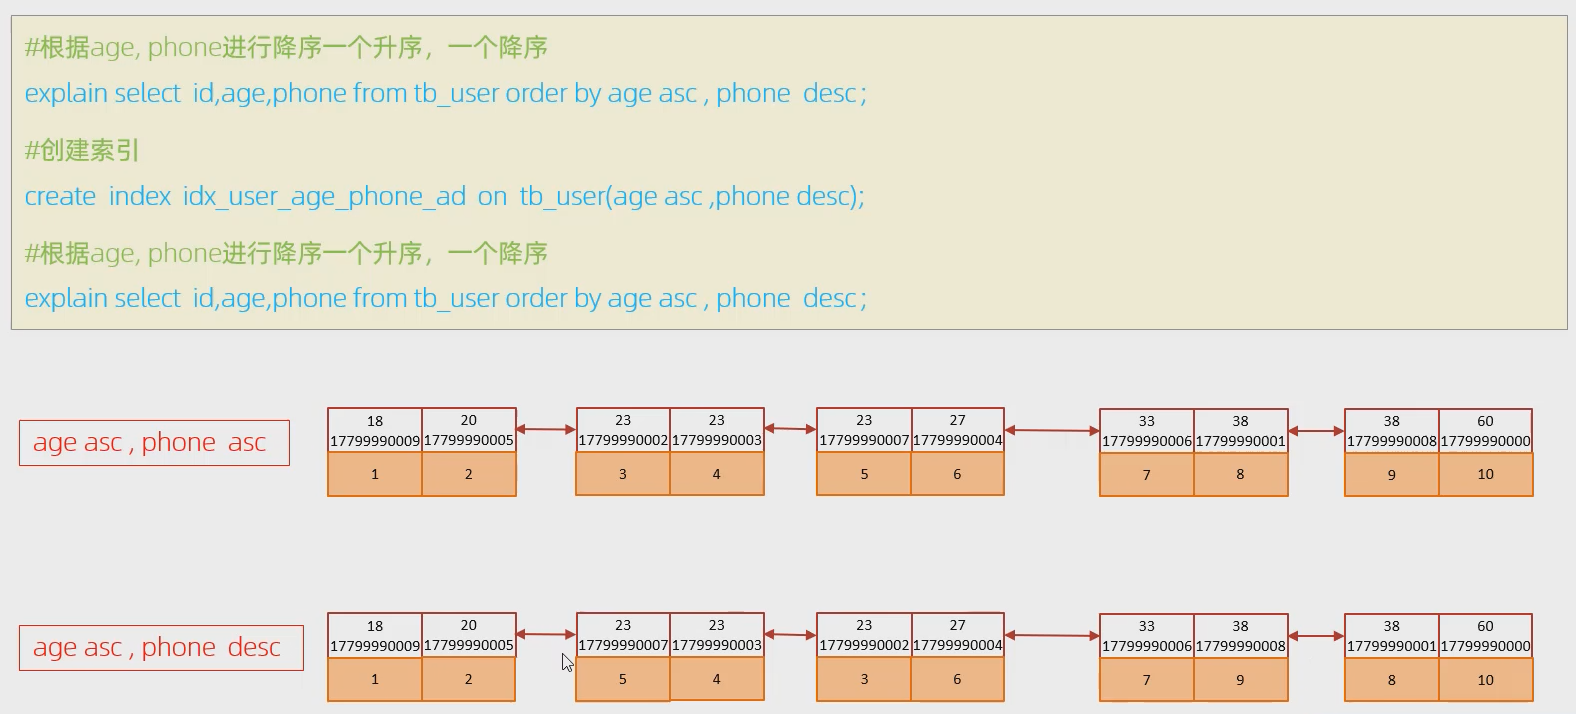 #根据age, phone进行降序一个升序，一个降序
explain select id,age,phone from tb_user order by age asc , phone desc ;
#创建索引
create index idx_user_age_phone_ad on tb_user(age asc ,phone desc);
#根据age, phone进行降序一个升序，一个降序
explain select id,age,phone from tb_user order by age asc , phone desc ;
18 20 23 23 23 27 33 38 38 60
age asc , phone asc
17799990009 17799990005 17799990002 17799990003 17799990007 17799990004 17799990006 17799990001 17799990008 17799990000
1 2 3 4 5 6 7 8 9 10
18 20 23 23 23 27 33 38 38 60
age asc , phone desc
17799990009 17799990005 17799990007 17799990003 17799990002 17799990004 17799990006 17799990008 17799990001 17799990000
1 2 5 4 3 6 7 9 8 10